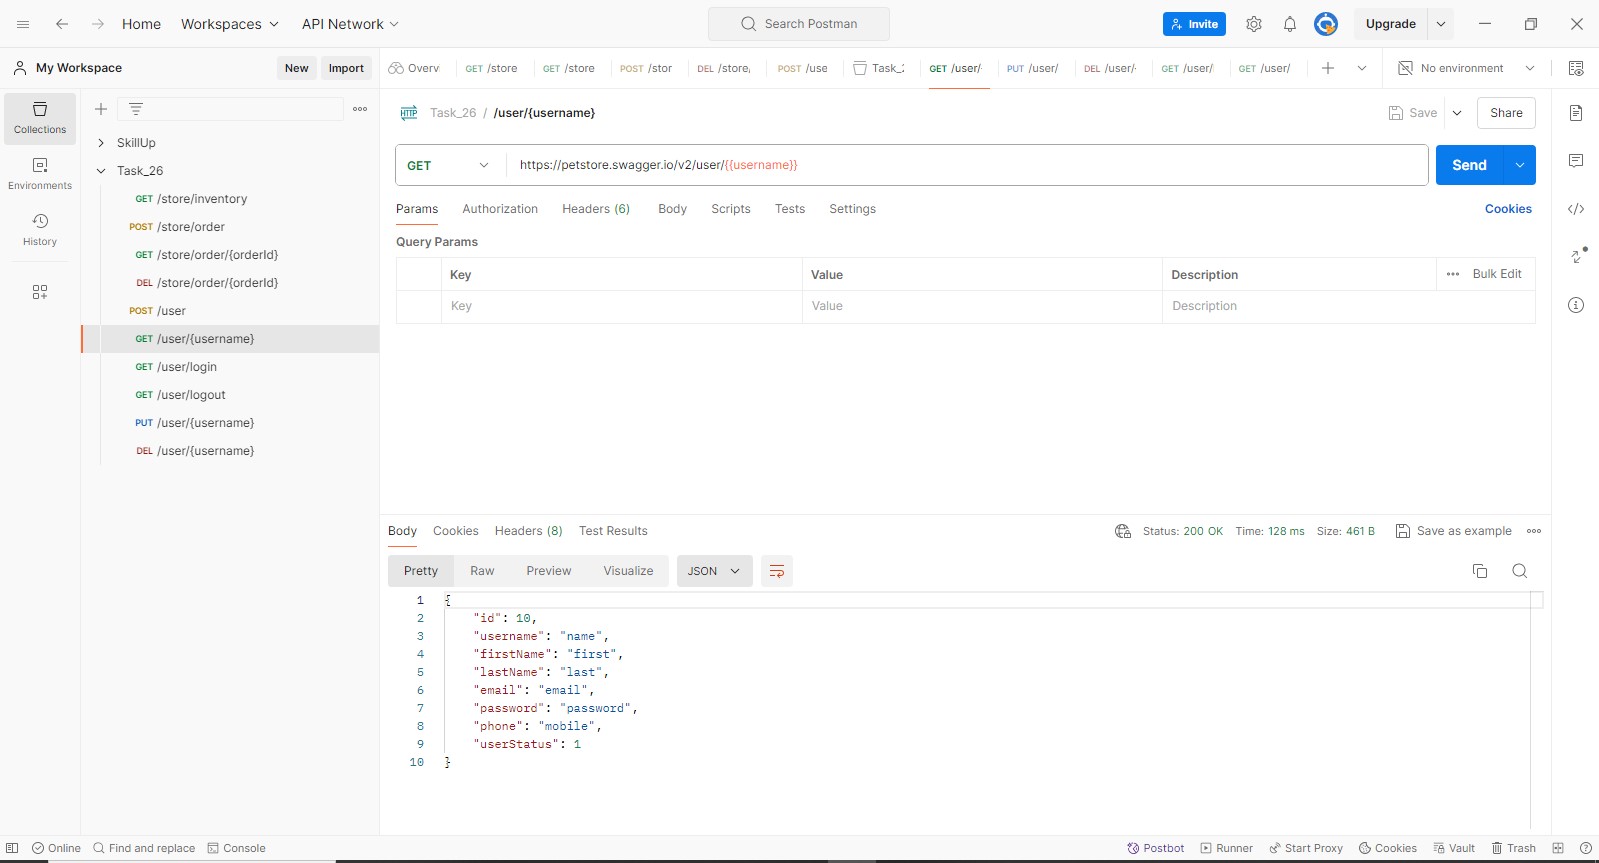 Home Workspaces API Network Search Postman Invite Upgrade
My Workspace New Import Overvi GET /store GET /store POST /stor DEL /store, POST /use Task_2 GET /user/ PUT /user/ DEL /user/ GET /user/ GET /user/ No environment
Collections
Environments
History
SkillUp
Task_26
GET /store/inventory
POST /store/order
GET /store/order/{orderId}
DEL /store/order/{orderId}
POST /user
GET /user/{username}
GET /user/login
GET /user/logout
PUT /user/{username}
DEL /user/{username}
HTTP Task_26 / /user/{username} Save Share
GET https://petstore.swagger.io/v2/user/{{username}} Send
Params Authorization Headers (6) Body Scripts Tests Settings Cookies
Query Params
Key Value Description Bulk Edit
Key Value Description
Body Cookies Headers (8) Test Results Status: 200 OK Time: 128 ms Size: 461 B Save as example
Pretty Raw Preview Visualize JSON
1 {
2 "id": 10,
3 "username": "name",
4 "firstName": "first",
5 "lastName": "last",
6 "email": "email",
7 "password": "password",
8 "phone": "mobile",
9 "userStatus": 1
10 }
Online Find and replace Console Postbot Runner Start Proxy Cookies Vault Trash